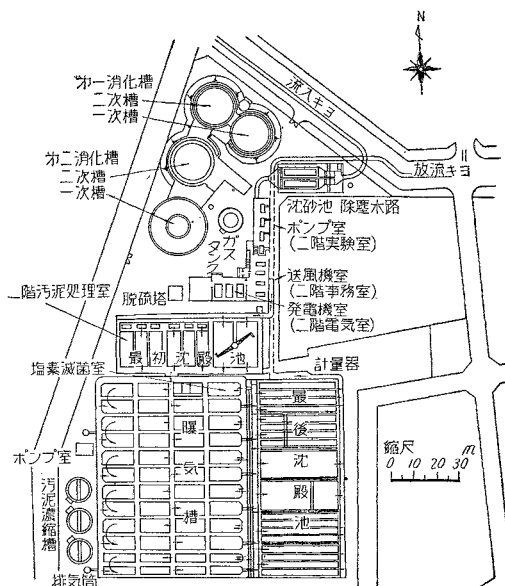 N
流入キヨ
放流キヨ
才一消化槽
二次槽
一次槽
才二消化槽
二次槽
一次槽
沈砂池 除塵水路
ポンプ室
(二階実験室)
ガスタンク
送風機室
(二階事務室)
発電機室
(二階電気室)
脱硫塔
二階汚泥処理室
最初沈殿池
塩素滅菌室
計量器
曝気槽
最後沈殿池
ポンプ室
汚泥濃縮槽
排気筒
縮尺
0 10 20 30 m